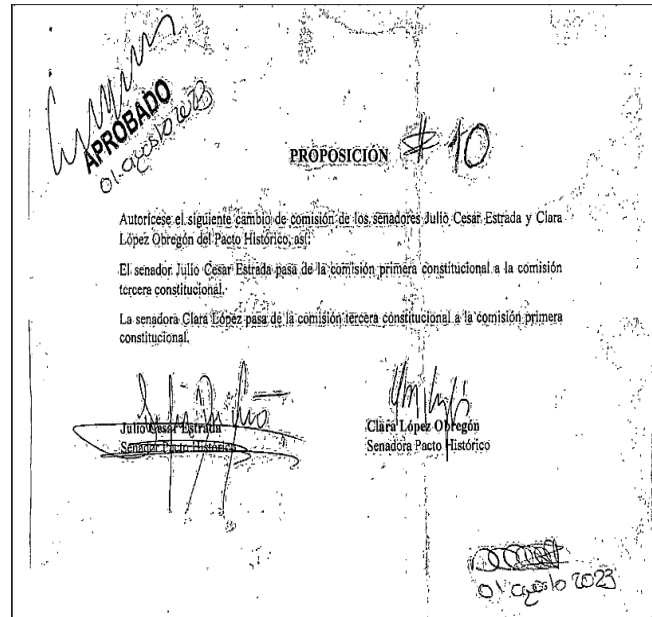 APROBADO
01-agosto 2023
PROPOSICIÓN # 10
Autorícese el siguiente cambio de comisión de los senadores Julio Cesar Estrada y Clara
López Obregón del Pacto Histórico, así:
El senador Julio Cesar Estrada pasa de la comisión primera constitucional a la comisión
tercera constitucional.
La senadora Clara López pasa de la comisión tercera constitucional a la comisión primera
constitucional.
Julio Cesar Estrada
Senador Pacto Histórico
Clara López Obregón
Senadora Pacto Histórico
01 agosto 2023